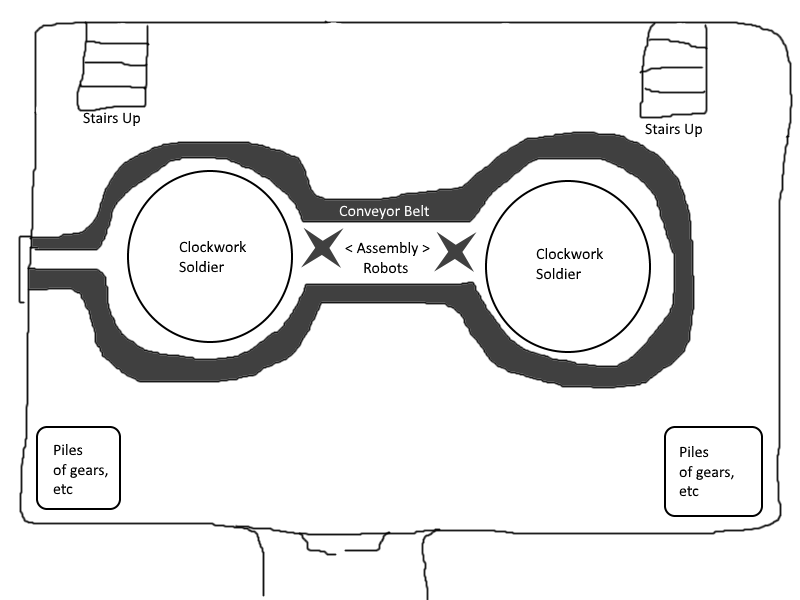 Stairs Up
Stairs Up
Conveyor Belt
Clockwork
Soldier
< Assembly >
Robots
Clockwork
Soldier
Piles
of gears,
etc
Piles
of gears,
etc